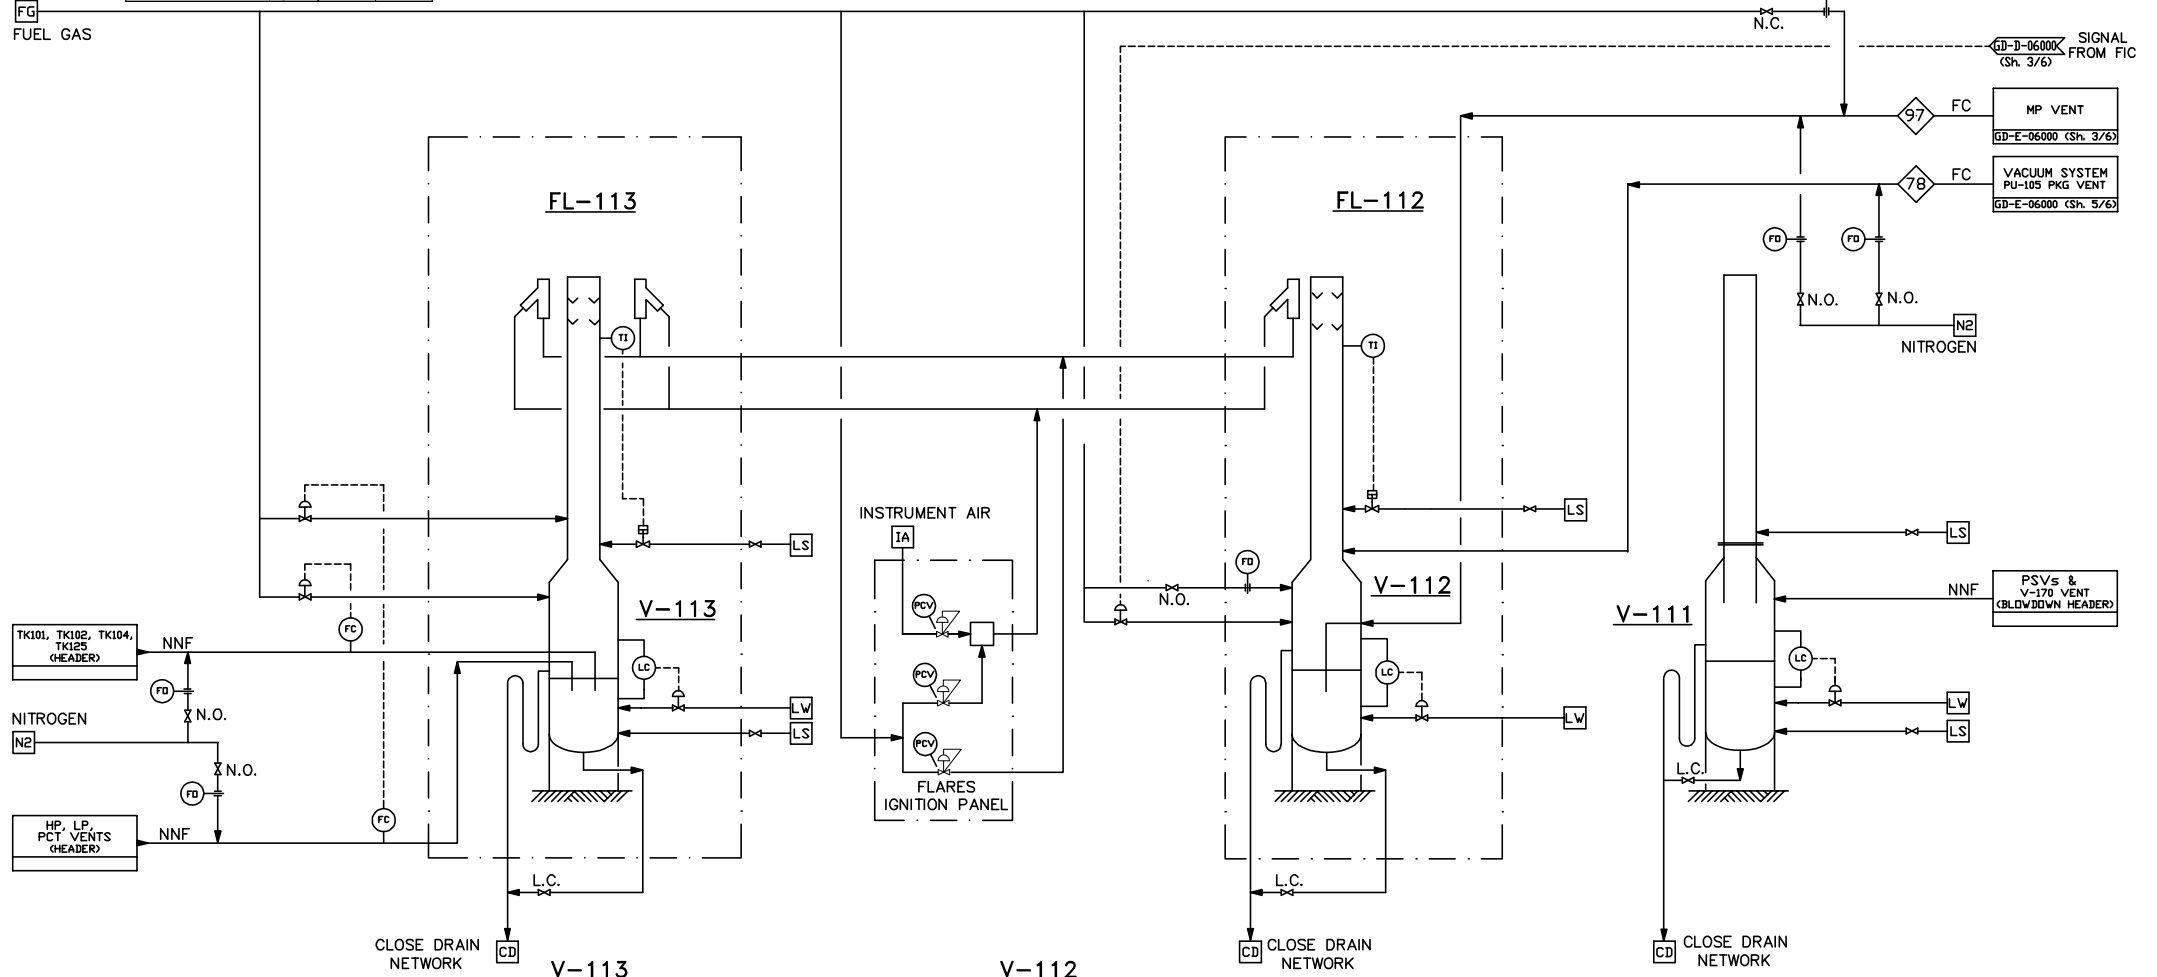 FG
FUEL GAS
N.C.
GD-D-06000
(Sh. 3/6)
SIGNAL
FROM FIC
97
FC
MP VENT
GD-E-06000 (Sh. 3/6)
78
FC
VACUUM SYSTEM
PU-105 PKG VENT
GD-E-06000 (Sh. 5/6)
FL-113
FL-112
FO
FO
N.O.
N.O.
N2
NITROGEN
TI
TI
INSTRUMENT AIR
IA
LS
LS
LS
FO
N.O.
V-112
V-113
V-111
PCV
PCV
PCV
FLARES
IGNITION PANEL
NNF
PSVs &
V-170 VENT
(BLOWDOWN HEADER)
FC
TK101, TK102, TK104,
TK125
(HEADER)
NNF
LC
LC
LC
FO
N.O.
NITROGEN
N2
N.O.
FO
LW
LS
LW
LW
LS
L.C.
HP, LP,
PCT VENTS
(HEADER)
NNF
FC
L.C.
L.C.
CLOSE DRAIN
NETWORK
CD
CD
CLOSE DRAIN
NETWORK
CD
CLOSE DRAIN
NETWORK
V-113
V-112